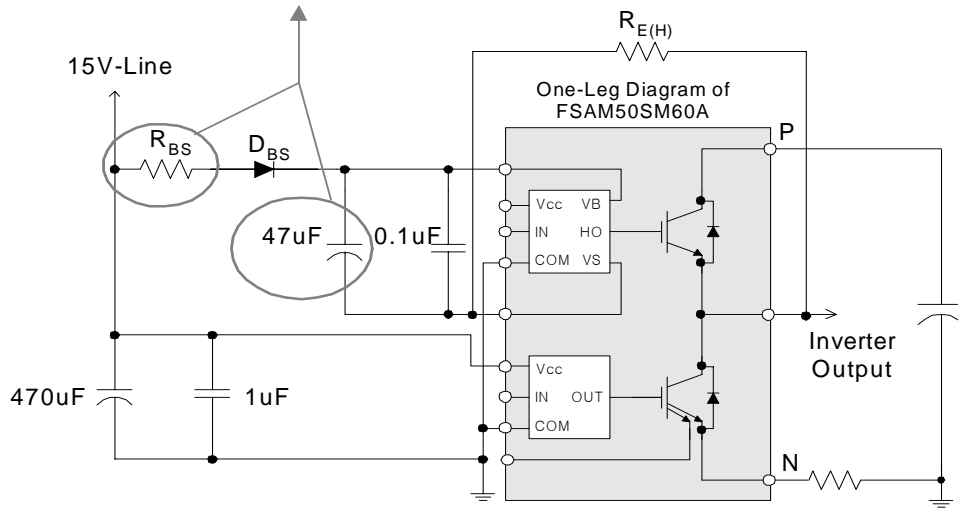 R_E(H)
15V-Line
One-Leg Diagram of
FSAM50SM60A
P
R_BS
D_BS
Vcc VB
IN HO
COM VS
47uF
0.1uF
Inverter
Output
Vcc
IN OUT
COM
470uF
1uF
N